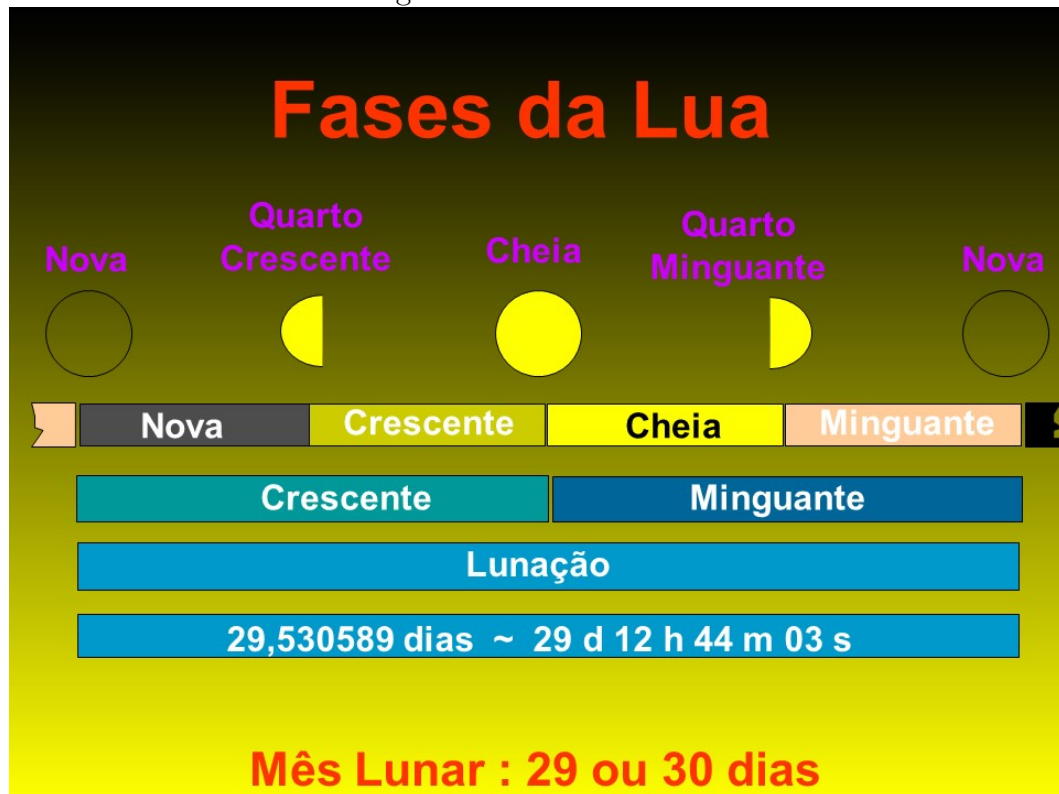 Fases da Lua
Nova
Quarto
Crescente
Cheia
Quarto
Minguante
Nova
Nova Crescente Cheia Minguante
Crescente Minguante
Lunação
29,530589 dias ~ 29 d 12 h 44 m 03 s
Mês Lunar : 29 ou 30 dias